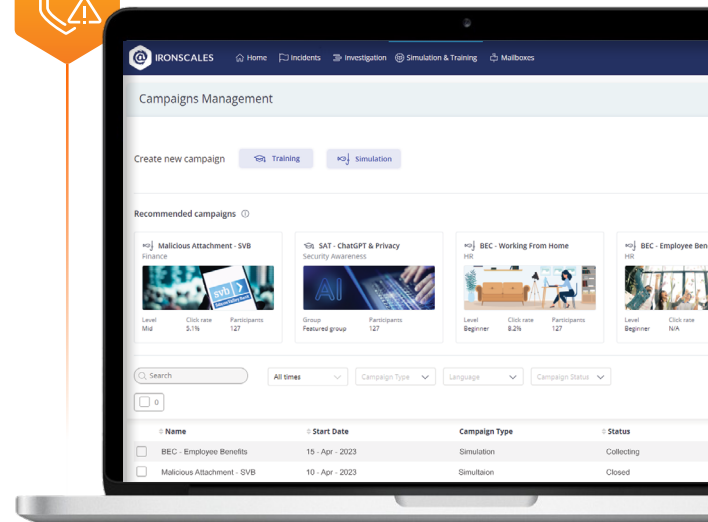 IRONSCALES Home Incidents Investigation Simulation & Training Mailboxes
Campaigns Management
Create new campaign Training Simulation
Recommended campaigns
Malicious Attachment - SVB
Finance
svb
Silicon Valley Bank
Level Click rate Participants
Mid 5.1% 127
SAT - ChatGPT & Privacy
Security Awareness
AI
Group Participants
Featured group 127
BEC - Working From Home
HR
Level Click rate Participants
Beginner 8.2% 127
BEC - Employee Ben
HR
Level Click rate
Beginner N/A
Search All times Campaign Type Language Campaign Status
0
Name Start Date Campaign Type Status
BEC - Employee Benefits 15 - Apr - 2023 Simulation Collecting
Malicious Attachment - SVB 10 - Apr - 2023 Simultaion Closed